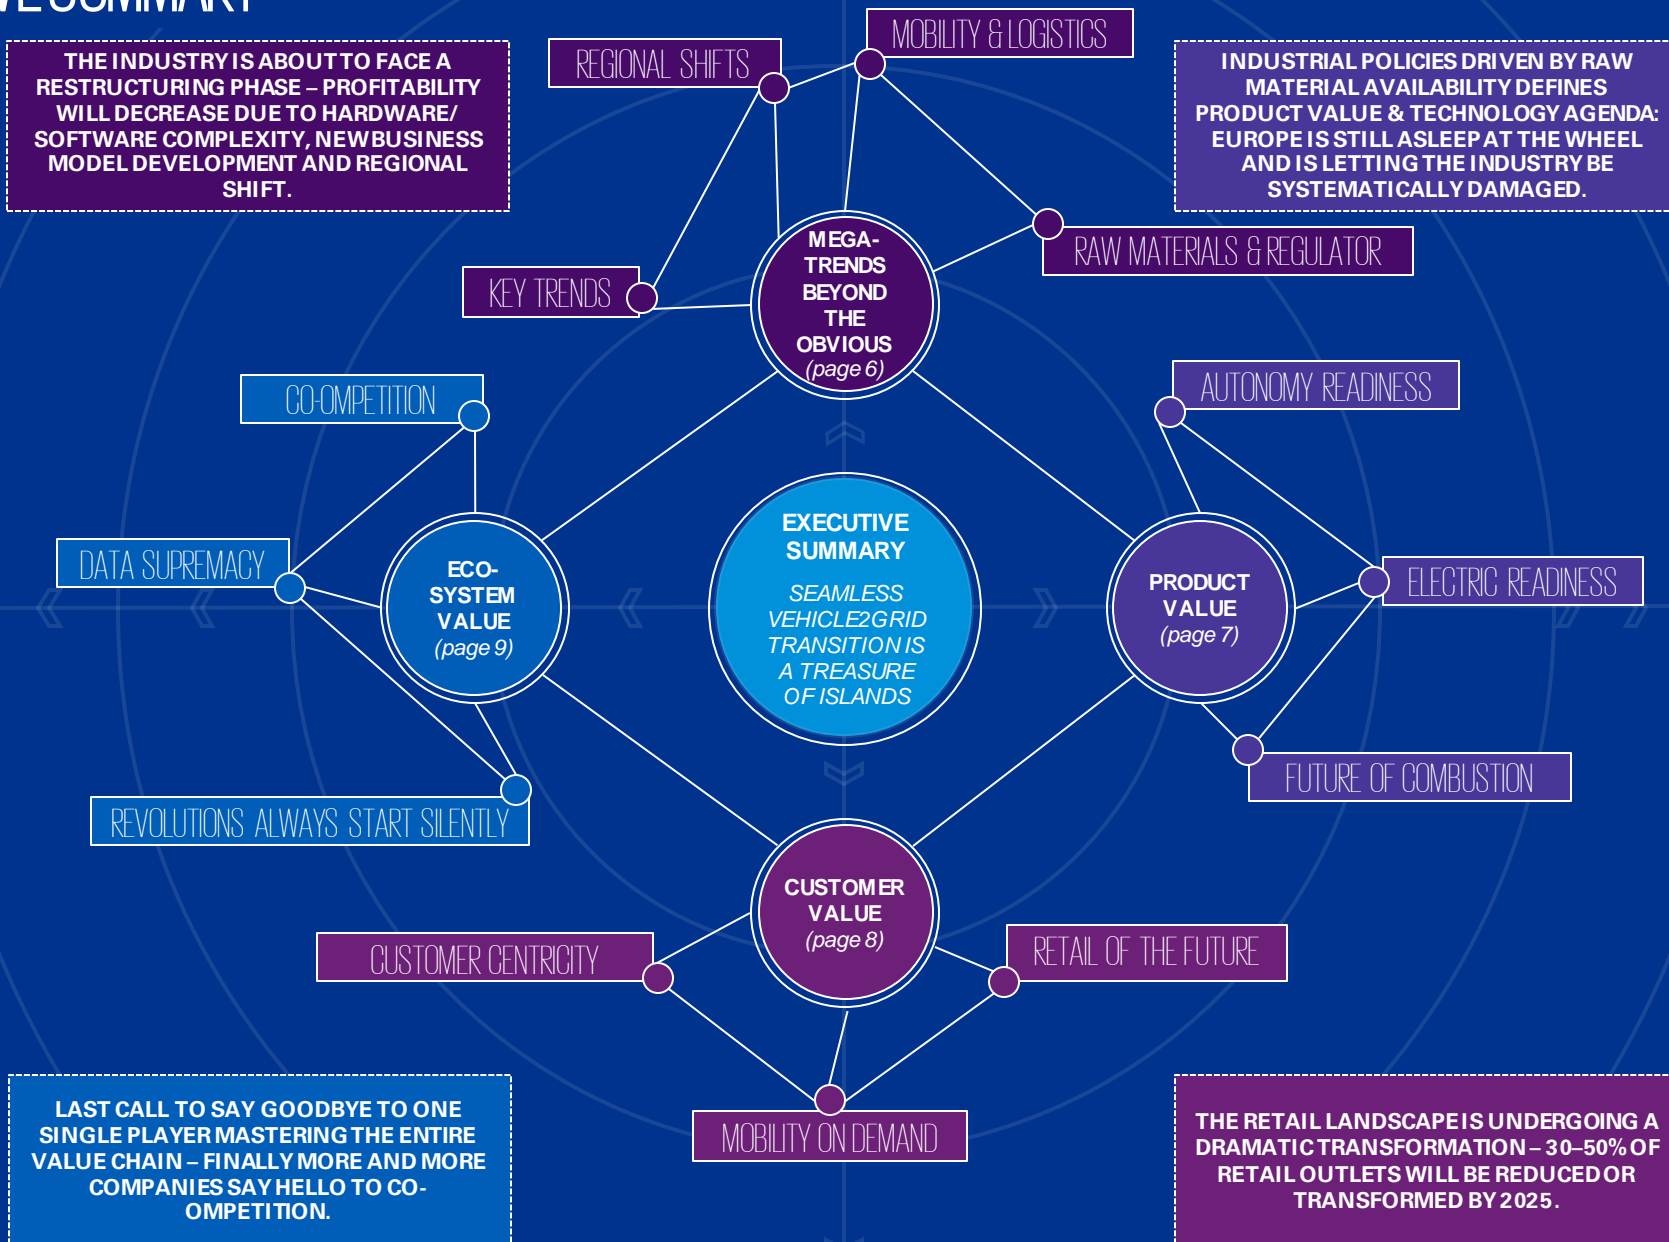 SUMMARY
THE INDUSTRY IS ABOUT TO FACE A
RESTRUCTURING PHASE – PROFITABILITY
WILL DECREASE DUE TO HARDWARE/
SOFTWARE COMPLEXITY, NEW BUSINESS
MODEL DEVELOPMENT AND REGIONAL
SHIFT.
REGIONAL SHIFTS
MOBILITY & LOGISTICS
INDUSTRIAL POLICIES DRIVEN BY RAW
MATERIAL AVAILABILITY DEFINES
PRODUCT VALUE & TECHNOLOGY AGENDA:
EUROPE IS STILL ASLEEP AT THE WHEEL
AND IS LETTING THE INDUSTRY BE
SYSTEMATICALLY DAMAGED.
KEY TRENDS
RAW MATERIALS & REGULATOR
MEGA-
TRENDS
BEYOND
THE
OBVIOUS
(page 6)
CO-OMPETITION
AUTONOMY READINESS
DATA SUPREMACY
ELECTRIC READINESS
ECO-
SYSTEM
VALUE
(page 9)
EXECUTIVE
SUMMARY
SEAMLESS
VEHICLE2GRID
TRANSITION IS
A TREASURE
OF ISLANDS
PRODUCT
VALUE
(page 7)
REVOLUTIONS ALWAYS START SILENTLY
FUTURE OF COMBUSTION
CUSTOMER
VALUE
(page 8)
CUSTOMER CENTRICITY
RETAIL OF THE FUTURE
MOBILITY ON DEMAND
LAST CALL TO SAY GOODBYE TO ONE
SINGLE PLAYER MASTERING THE ENTIRE
VALUE CHAIN – FINALLY MORE AND MORE
COMPANIES SAY HELLO TO CO-
OMPETITION.
THE RETAIL LANDSCAPE IS UNDERGOING A
DRAMATIC TRANSFORMATION – 30–50% OF
RETAIL OUTLETS WILL BE REDUCED OR
TRANSFORMED BY 2025.